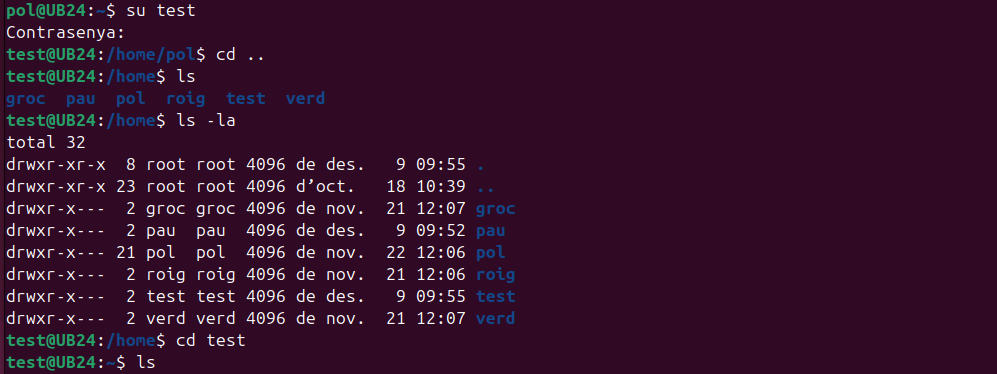 pol@UB24:~$ su test
Contrasenya:
test@UB24:/home/pol$ cd ..
test@UB24:/home$ ls
groc  pau  pol  roig  test  verd
test@UB24:/home$ ls -la
total 32
drwxr-xr-x  8 root root 4096 de des.   9 09:55 .
drwxr-xr-x 23 root root 4096 d’oct.   18 10:39 ..
drwxr-x---  2 groc groc 4096 de nov.  21 12:07 groc
drwxr-x---  2 pau  pau  4096 de des.   9 09:52 pau
drwxr-x--- 21 pol  pol  4096 de nov.  22 12:06 pol
drwxr-x---  2 roig roig 4096 de nov.  21 12:06 roig
drwxr-x---  2 test test 4096 de des.   9 09:55 test
drwxr-x---  2 verd verd 4096 de nov.  21 12:07 verd
test@UB24:/home$ cd test
test@UB24:~$ ls